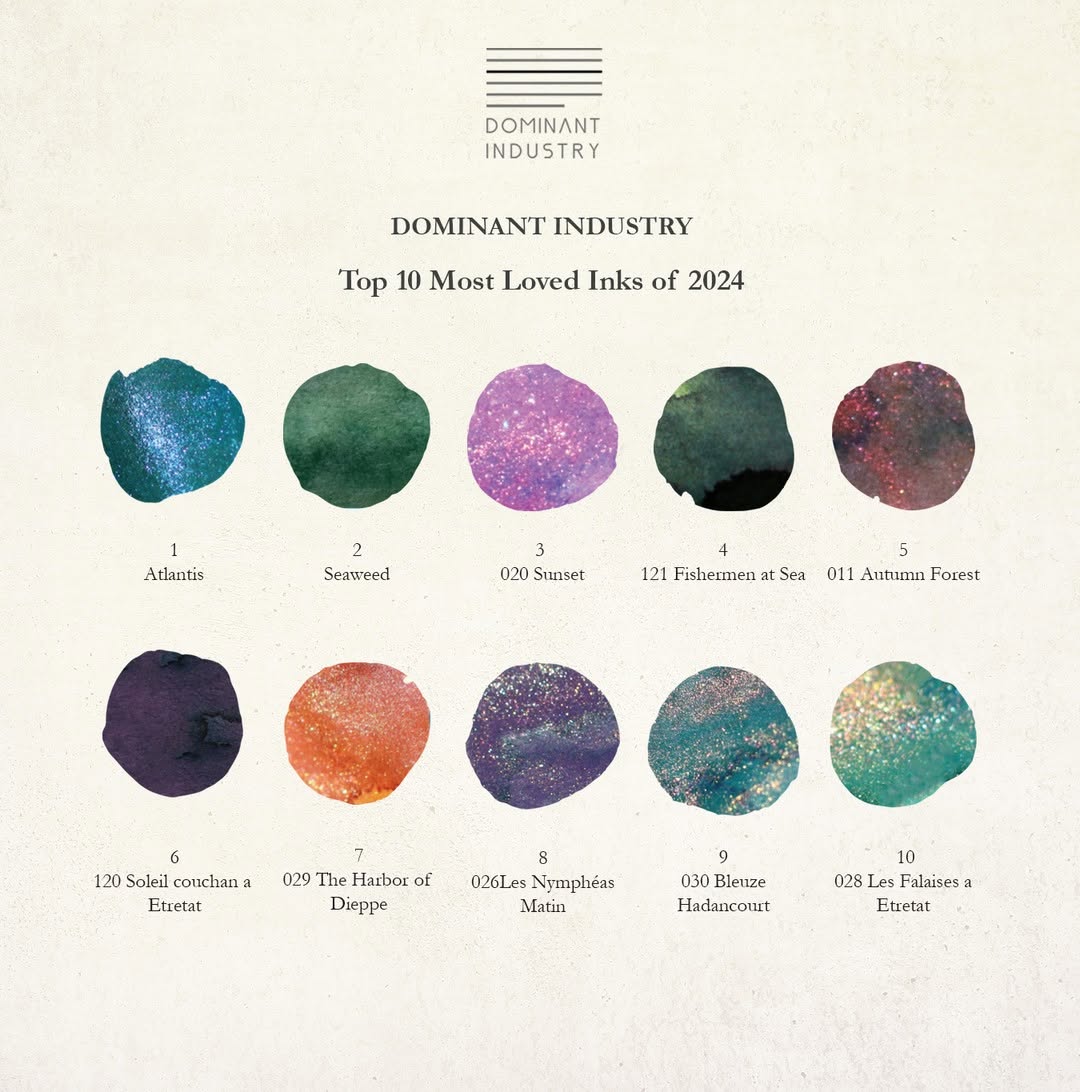 DOMINANT
INDUSTRY
DOMINANT INDUSTRY
Top 10 Most Loved Inks of 2024
1
Atlantis
2
Seaweed
3
020 Sunset
4
121 Fishermen at Sea
5
011 Autumn Forest
6
120 Soleil couchan a
Etretat
7
029 The Harbor of
Dieppe
8
026Les Nymphéas
Matin
9
030 Bleuze
Hadancourt
10
028 Les Falaises a
Etretat